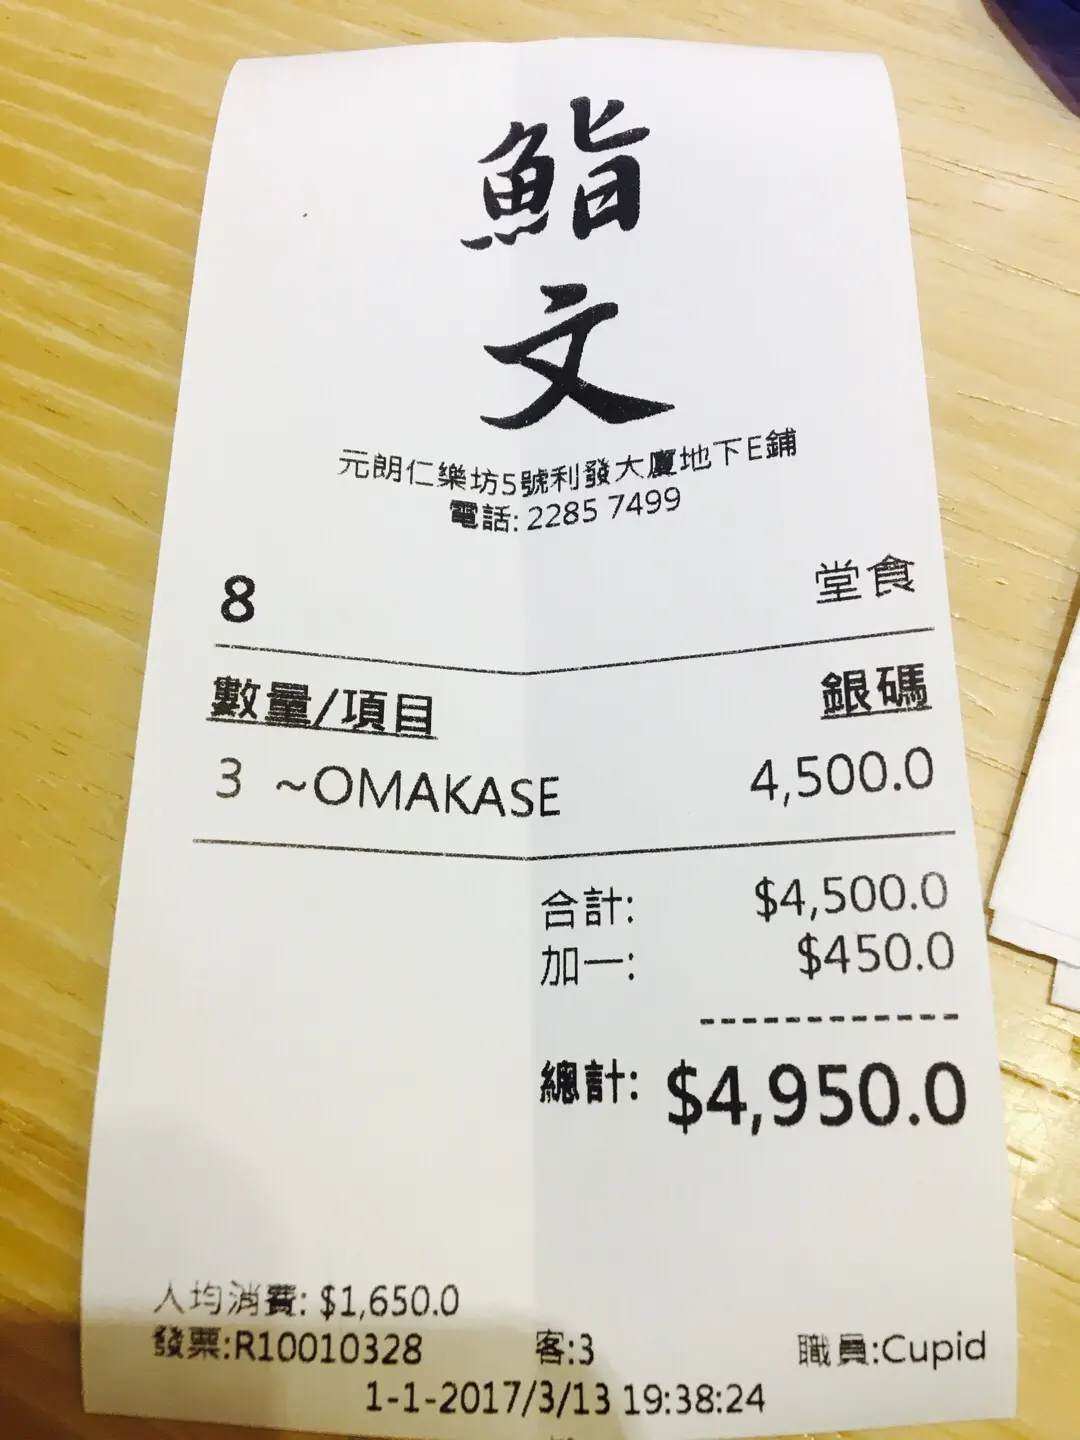 鮨
文
元朗仁樂坊5號利發大廈地下E鋪
電話: 2285 7499
8 堂食
數量/項目 銀碼
3 ~OMAKASE 4,500.0
合計: $4,500.0
加一: $450.0
------------
總計: $4,950.0
人均消費: $1,650.0
發票:R10010328 客:3 職員:Cupid
1-1-2017/3/13 19:38:24